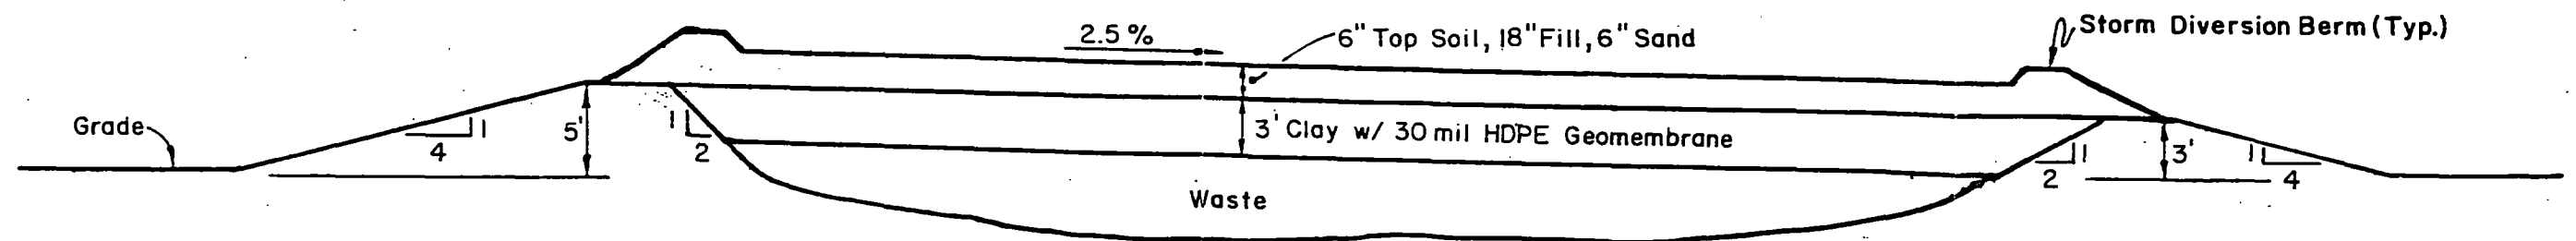 Storm Diversion Berm (Typ.)
2.5 %
6" Top Soil, 18" Fill, 6" Sand
Grade
1
4
5'
1
2
3' Clay w/ 30 mil HDPE Geomembrane
1
2
3'
1
4
Waste